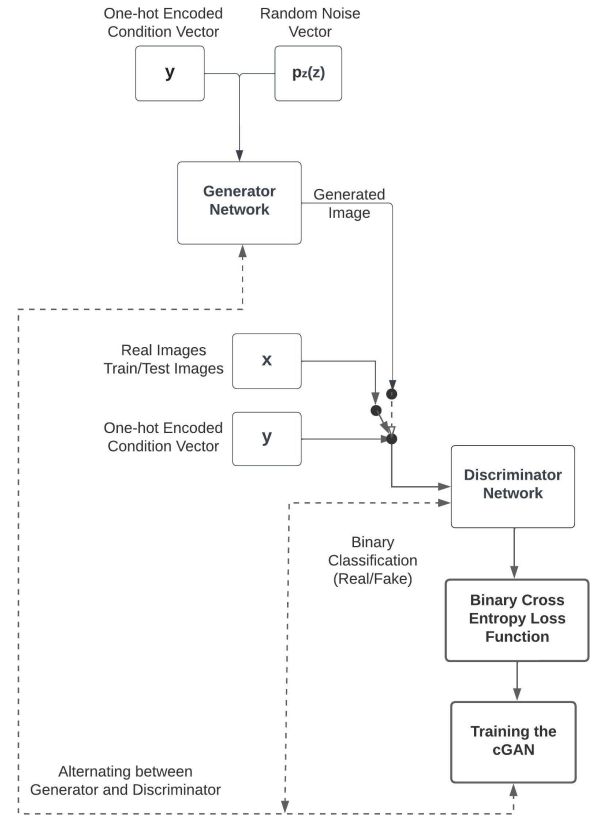 One-hot Encoded
Condition Vector
Random Noise
Vector
y
pz(z)
Generator
Network
Generated
Image
Real Images
Train/Test Images
x
One-hot Encoded
Condition Vector
y
Discriminator
Network
Binary
Classification
(Real/Fake)
Binary Cross
Entropy Loss
Function
Training the
cGAN
Alternating between
Generator and Discriminator